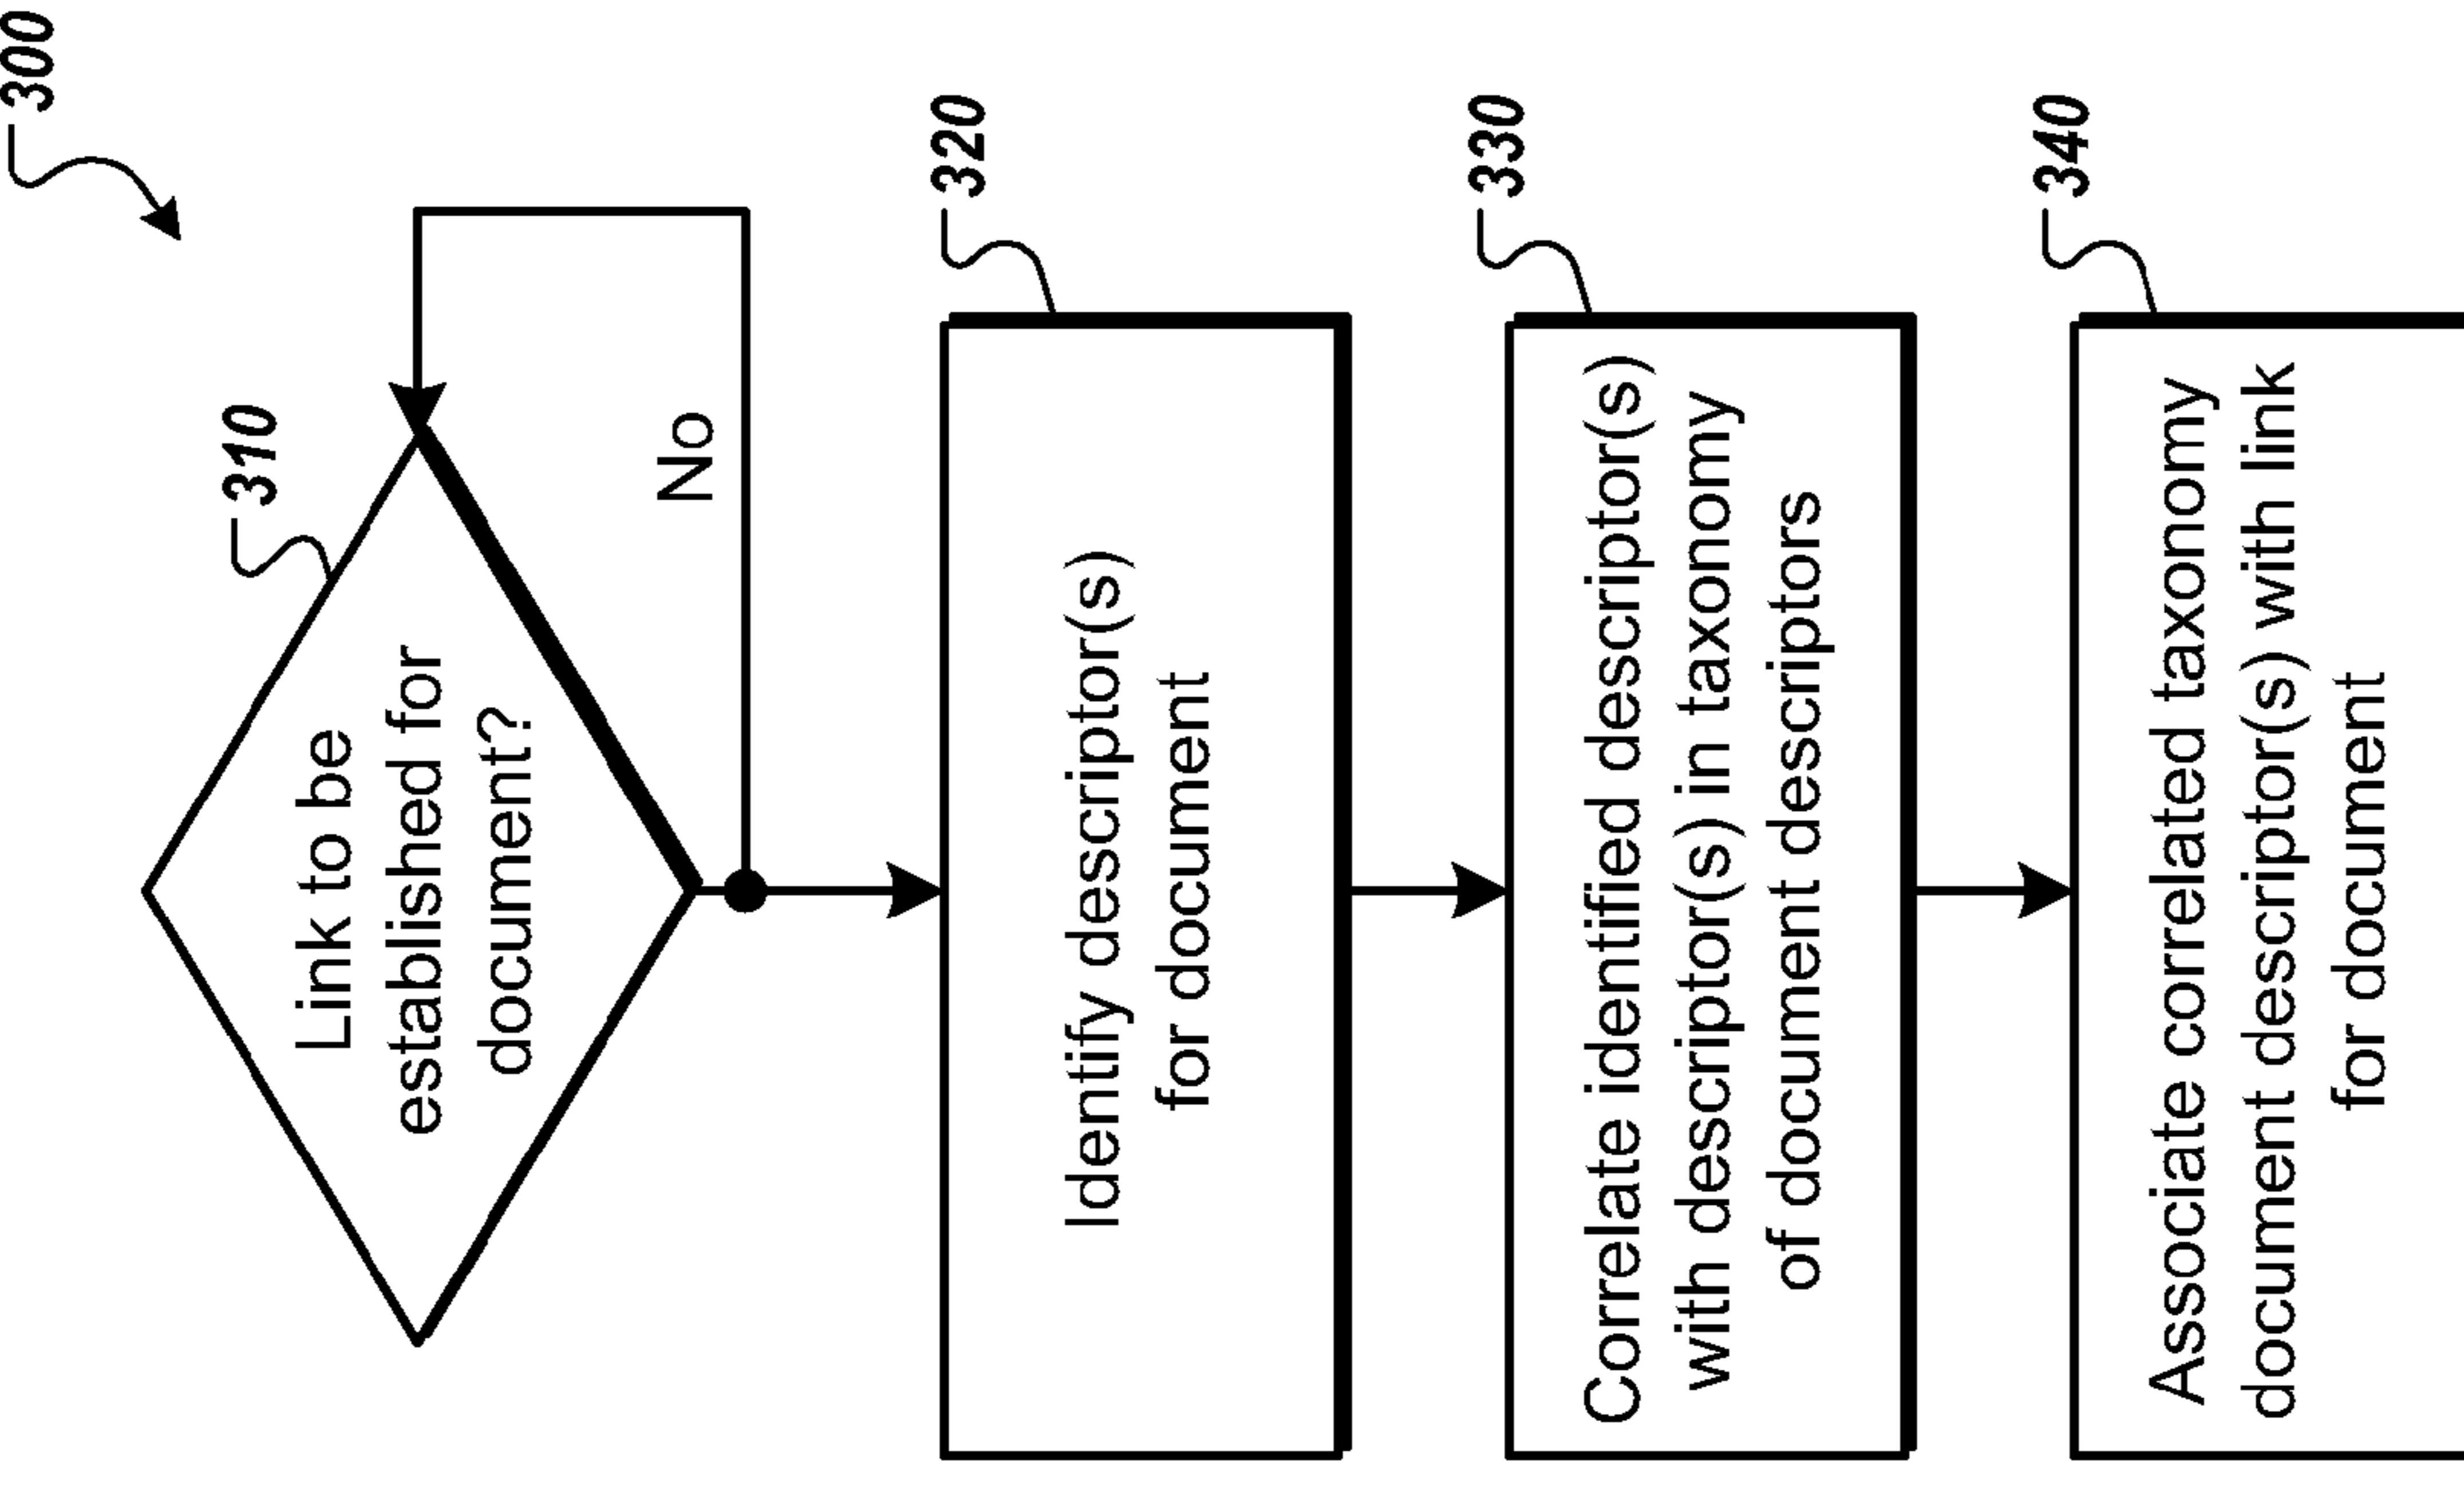 300
310
Link to be
established for
document?
No
320
Identify descriptor(s)
for document
330
Correlate identified descriptor(s)
with descriptor(s) in taxonomy
of document descriptors
340
Associate correlated taxonomy
document descriptor(s) with link
for document